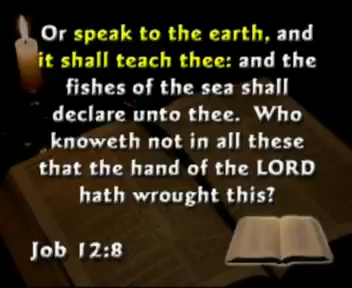 Or speak to the earth, and
it shall teach thee: and the
fishes of the sea shall
declare unto thee. Who
knoweth not in all these
that the hand of the LORD
hath wrought this?
Job 12:8